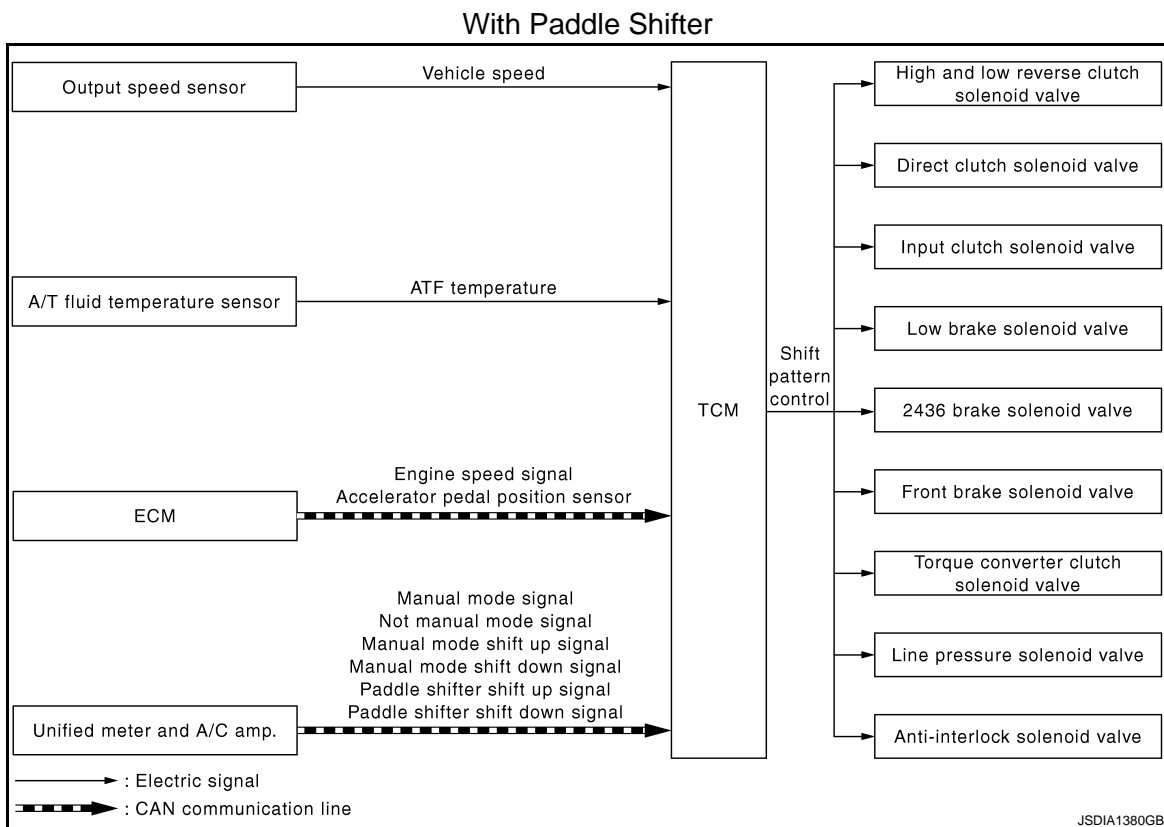 With Paddle Shifter
Output speed sensor
Vehicle speed
A/T fluid temperature sensor
ATF temperature
ECM
Engine speed signal
Accelerator pedal position sensor
Unified meter and A/C amp.
Manual mode signal
Not manual mode signal
Manual mode shift up signal
Manual mode shift down signal
Paddle shifter shift up signal
Paddle shifter shift down signal
TCM
Shift
pattern
control
High and low reverse clutch
solenoid valve
Direct clutch solenoid valve
Input clutch solenoid valve
Low brake solenoid valve
2436 brake solenoid valve
Front brake solenoid valve
Torque converter clutch
solenoid valve
Line pressure solenoid valve
Anti-interlock solenoid valve
: Electric signal
: CAN communication line
JSDIA1380GB